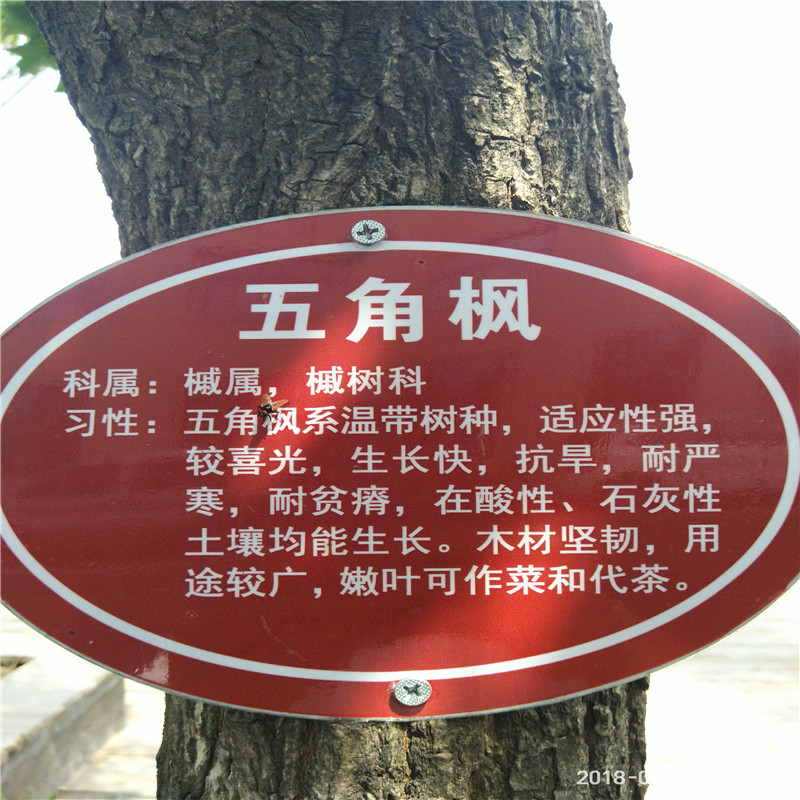 五角枫
科属：槭属，槭树科
习性：五角枫系温带树种，适应性强，
较喜光，生长快，抗旱，耐严
寒，耐贫瘠，在酸性、石灰性
土壤均能生长。木材坚韧，用
途较广，嫩叶可作菜和代茶。
2018-0